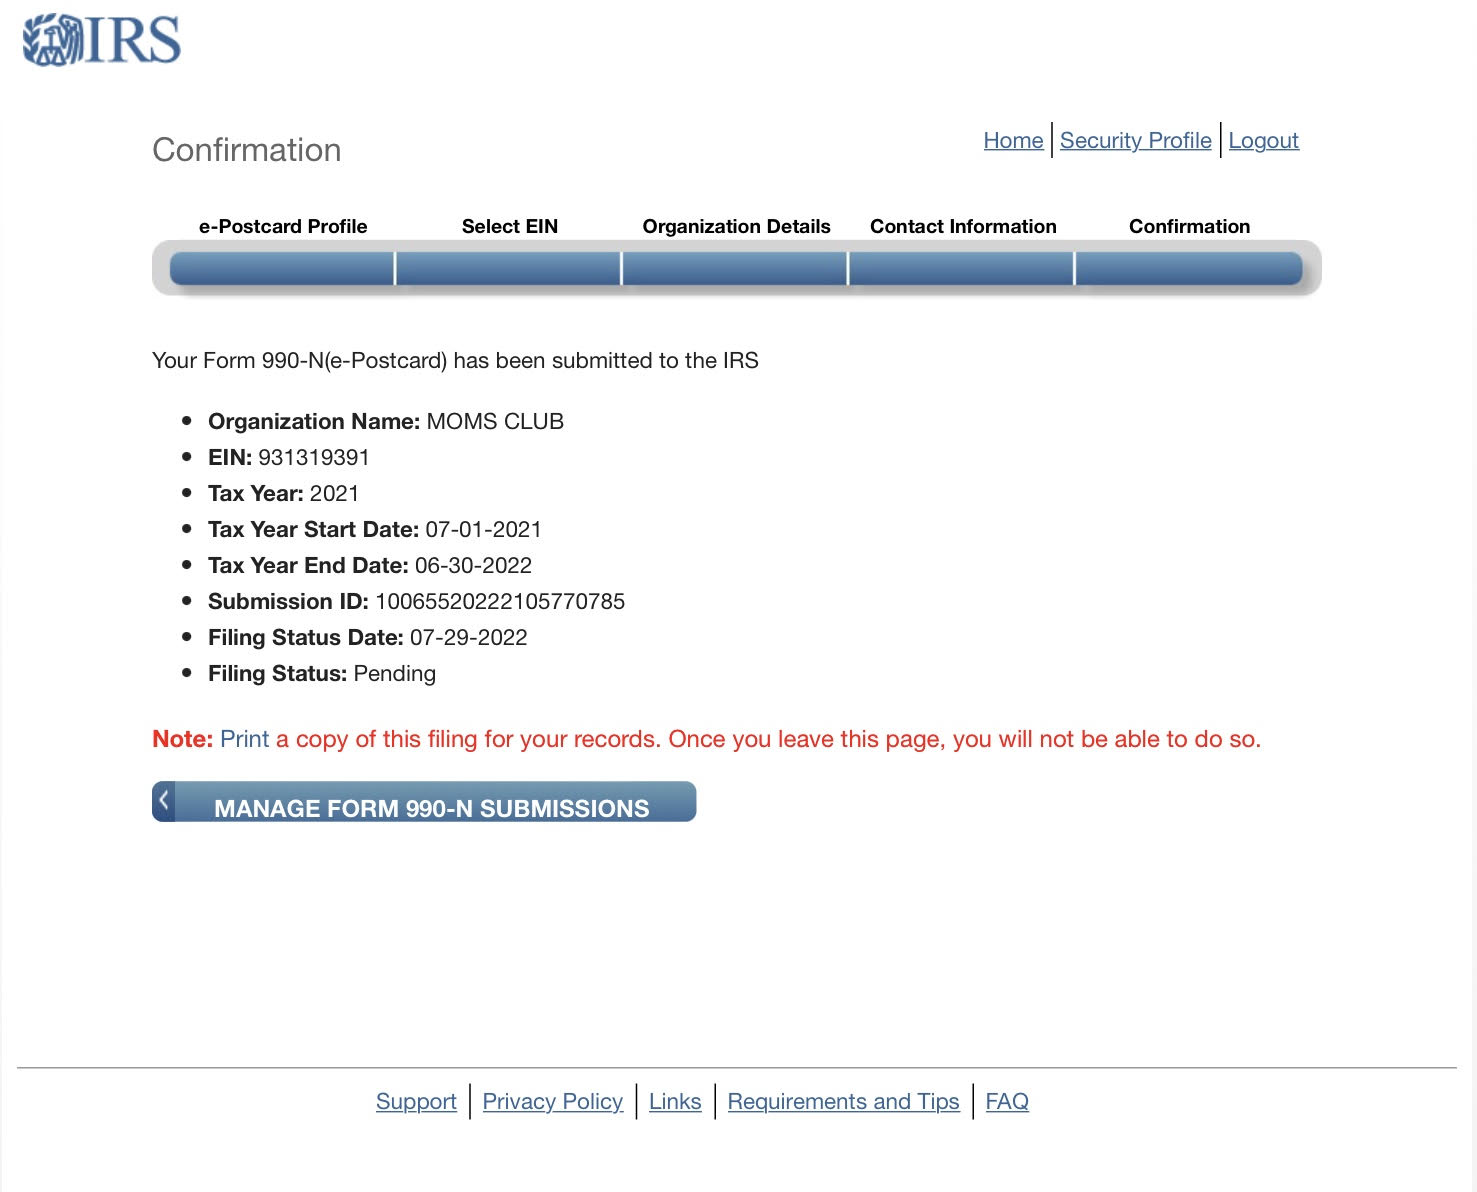 IRS
Confirmation
Home Security Profile Logout
e-Postcard Profile Select EIN Organization Details Contact Information Confirmation
Your Form 990-N(e-Postcard) has been submitted to the IRS
• Organization Name: MOMS CLUB
• EIN: 931319391
• Tax Year: 2021
• Tax Year Start Date: 07-01-2021
• Tax Year End Date: 06-30-2022
• Submission ID: 10065520222105770785
• Filing Status Date: 07-29-2022
• Filing Status: Pending
Note: Print a copy of this filing for your records. Once you leave this page, you will not be able to do so.
MANAGE FORM 990-N SUBMISSIONS
Support Privacy Policy Links Requirements and Tips FAQ